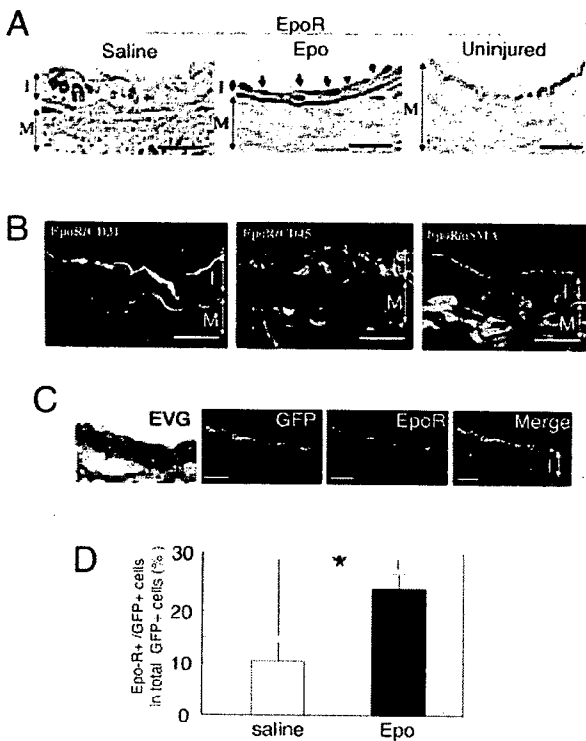 A
EpoR
Saline
Epo
Uninjured
I
M
I
M
M
B
EpoR/CD31
EpoR/CD45
EpoR/αSMA
I
M
I
M
I
M
C
EVG
GFP
EpoR
Merge
I
D
Epo-R+ /GFP+ cells
in total GFP+ cells (%)
30
20
10
0
★
saline
Epo